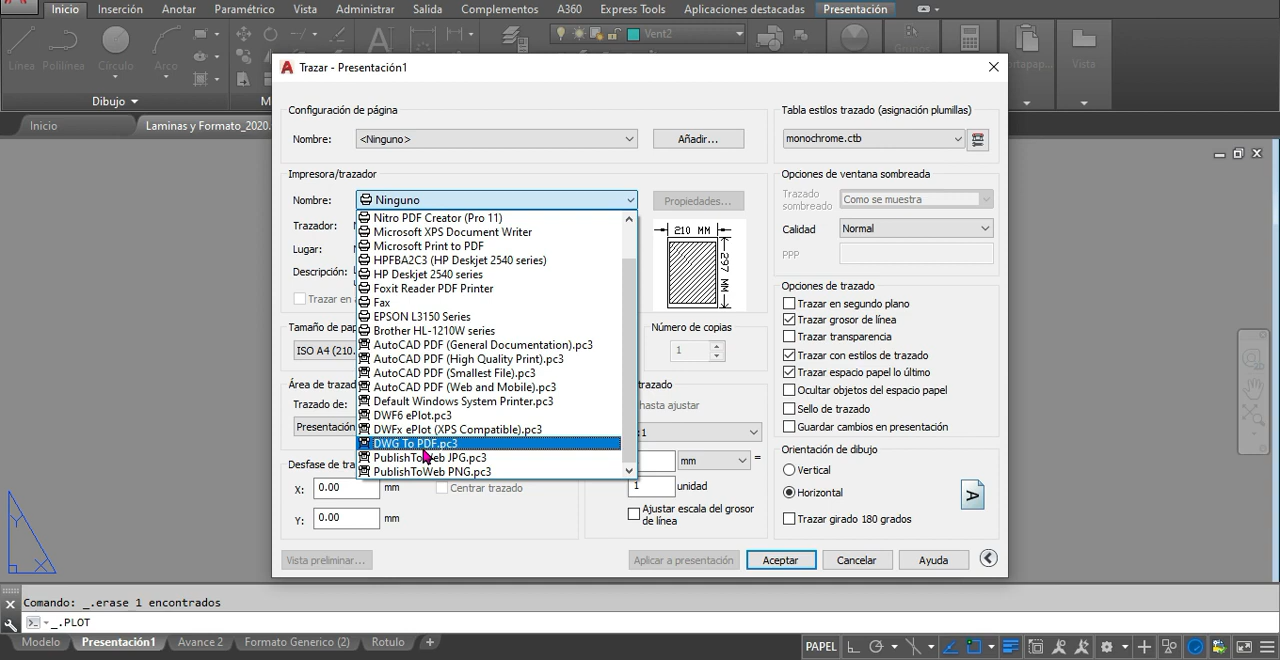 Inicio Inserción Anotar Paramétrico Vista Administrar Salida Complementos A360 Express Tools Aplicaciones destacadas Presentación
Vent2
Línea Polilínea Círculo Arco Grupos Vista
Dibujo
Inicio Laminas y Formato_2020.
Trazar - Presentación1
Configuración de página
Nombre: <Ninguno> Añadir...
Tabla estilos trazado (asignación plumillas)
monochrome.ctb
Impresora/trazador
Nombre: Ninguno Propiedades...
Trazador:
Lugar:
Descripción:
Trazar en
Nitro PDF Creator (Pro 11)
Microsoft XPS Document Writer
Microsoft Print to PDF
HPFBA2C3 (HP Deskjet 2540 series)
HP Deskjet 2540 series
Foxit Reader PDF Printer
Fax
EPSON L3150 Series
Brother HL-1210W series
AutoCAD PDF (General Documentation).pc3
AutoCAD PDF (High Quality Print).pc3
AutoCAD PDF (Smallest File).pc3
AutoCAD PDF (Web and Mobile).pc3
Default Windows System Printer.pc3
DWF6 ePlot.pc3
DWFx ePlot (XPS Compatible).pc3
DWG To PDF.pc3
PublishToWeb JPG.pc3
PublishToWeb PNG.pc3
210 MM
297 MM
Opciones de ventana sombreada
Trazado sombreado Como se muestra
Calidad Normal
PPP
Tamaño de pap
ISO A4 (210.
Número de copias
1
Área de trazad
Trazado de:
Presentación
trazado
hasta ajustar
:1
mm =
1 unidad
Ajustar escala del grosor
de línea
Desfase de tra
X: 0.00 mm Centrar trazado
Y: 0.00 mm
Opciones de trazado
Trazar en segundo plano
Trazar grosor de línea
Trazar transparencia
Trazar con estilos de trazado
Trazar espacio papel lo último
Ocultar objetos del espacio papel
Sello de trazado
Guardar cambios en presentación
Orientación de dibujo
Vertical
Horizontal
A
Trazar girado 180 grados
Vista preliminar... Aplicar a presentación Aceptar Cancelar Ayuda
Y
X
Comando: _.erase 1 encontrados
_.PLOT
Modelo Presentación1 Avance 2 Formato Generico (2) Rotulo + PAPEL